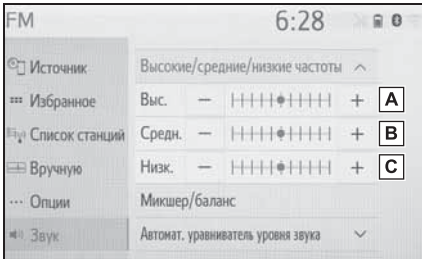 FM 6:28
Источник
Избранное
Список станций
Вручную
Опции
Звук
Высокие/средние/низкие частоты
Выс. − + A
Средн. − + B
Низк. − + C
Микшер/баланс
Автомат. уравниватель уровня звука